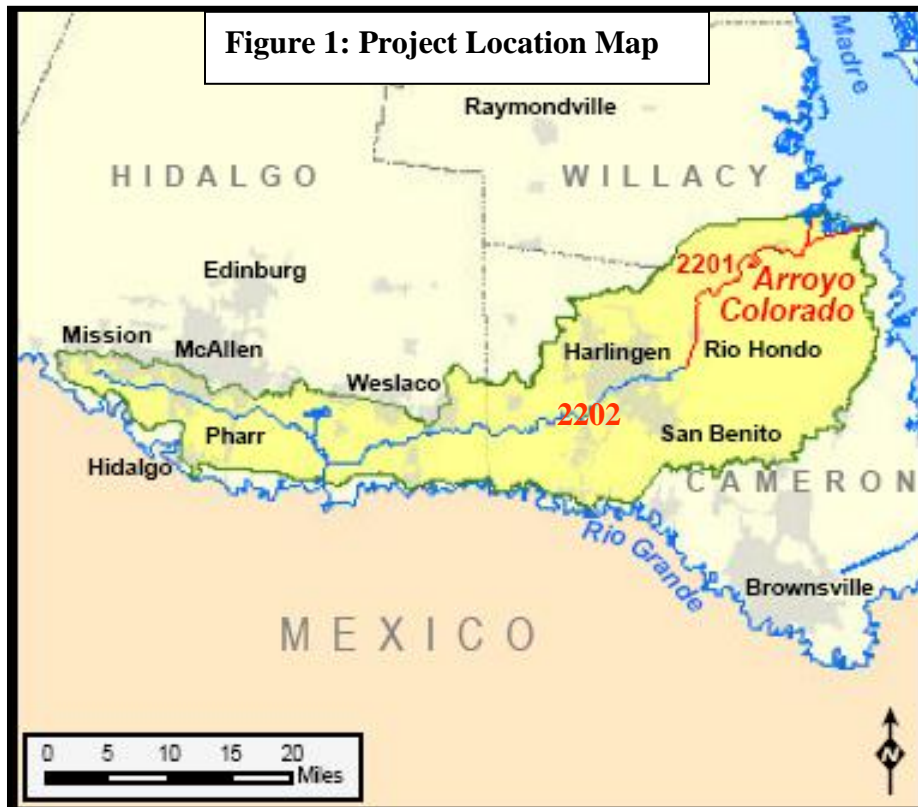 Figure 1: Project Location Map
Madre
Raymondville
HIDALGO
WILLACY
Edinburg
2201
Arroyo
Colorado
Mission
McAllen
Harlingen
Rio Hondo
Weslaco
2202
Pharr
San Benito
Hidalgo
CAMERON
Rio Grande
Brownsville
MEXICO
0 5 10 15 20
Miles
N